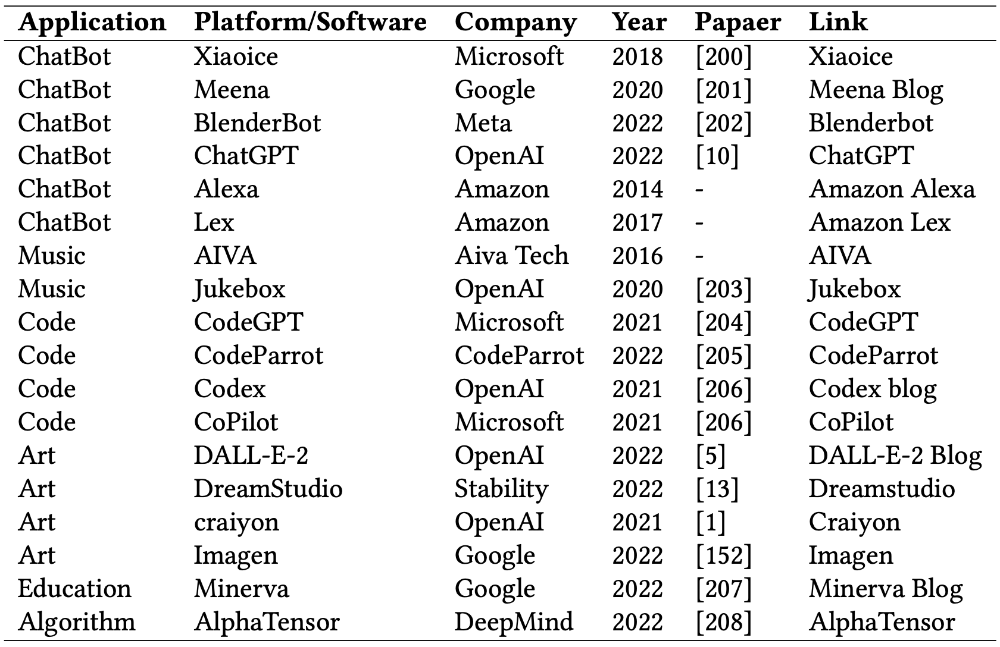 Application Platform/Software Company Year Papaer Link
ChatBot Xiaoice Microsoft 2018 [200] Xiaoice
ChatBot Meena Google 2020 [201] Meena Blog
ChatBot BlenderBot Meta 2022 [202] Blenderbot
ChatBot ChatGPT OpenAI 2022 [10] ChatGPT
ChatBot Alexa Amazon 2014 - Amazon Alexa
ChatBot Lex Amazon 2017 - Amazon Lex
Music AIVA Aiva Tech 2016 - AIVA
Music Jukebox OpenAI 2020 [203] Jukebox
Code CodeGPT Microsoft 2021 [204] CodeGPT
Code CodeParrot CodeParrot 2022 [205] CodeParrot
Code Codex OpenAI 2021 [206] Codex blog
Code CoPilot Microsoft 2021 [206] CoPilot
Art DALL-E-2 OpenAI 2022 [5] DALL-E-2 Blog
Art DreamStudio Stability 2022 [13] Dreamstudio
Art craiyon OpenAI 2021 [1] Craiyon
Art Imagen Google 2022 [152] Imagen
Education Minerva Google 2022 [207] Minerva Blog
Algorithm AlphaTensor DeepMind 2022 [208] AlphaTensor